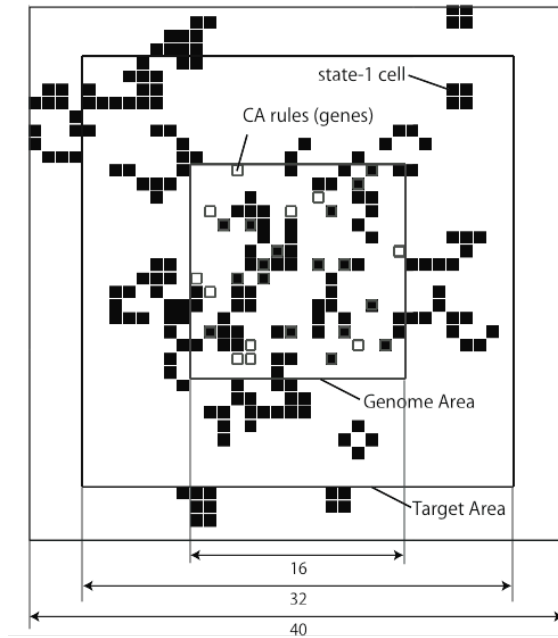 state-1 cell
CA rules (genes)
Genome Area
Target Area
16
32
40